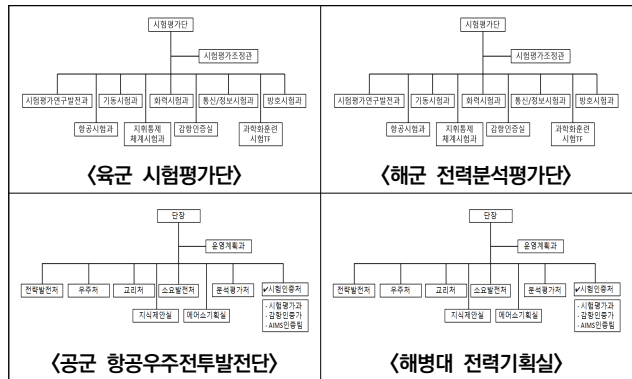 시험평가단
시험평가조정관
시험평가연구발전과 기동시험과 화력시험과 통신/정보시험과 방호시험과
항공시험과 지휘통제 체계시험과 감항인증실 과학화훈련 시험TF
<육군 시험평가단>
시험평가단
시험평가조정관
시험평가연구발전과 기동시험과 화력시험과 통신/정보시험과 방호시험과
항공시험과 지휘통제 체계시험과 감항인증실 과학화훈련 시험TF
<해군 전력분석평가단>
단장
운영계획과
전략발전처 우주처 교리처 소요발전처 분석평가처 ✔시험인증처
지식제안실 에어쇼기획실
· 시험평가과
· 감항인증과
· AIMS인증팀
<공군 항공우주전투발전단>
단장
운영계획과
전략발전처 우주처 교리처 소요발전처 분석평가처 ✔시험인증처
지식제안실 에어쇼기획실
· 시험평가과
· 감항인증과
· AIMS인증팀
<해병대 전력기획실>